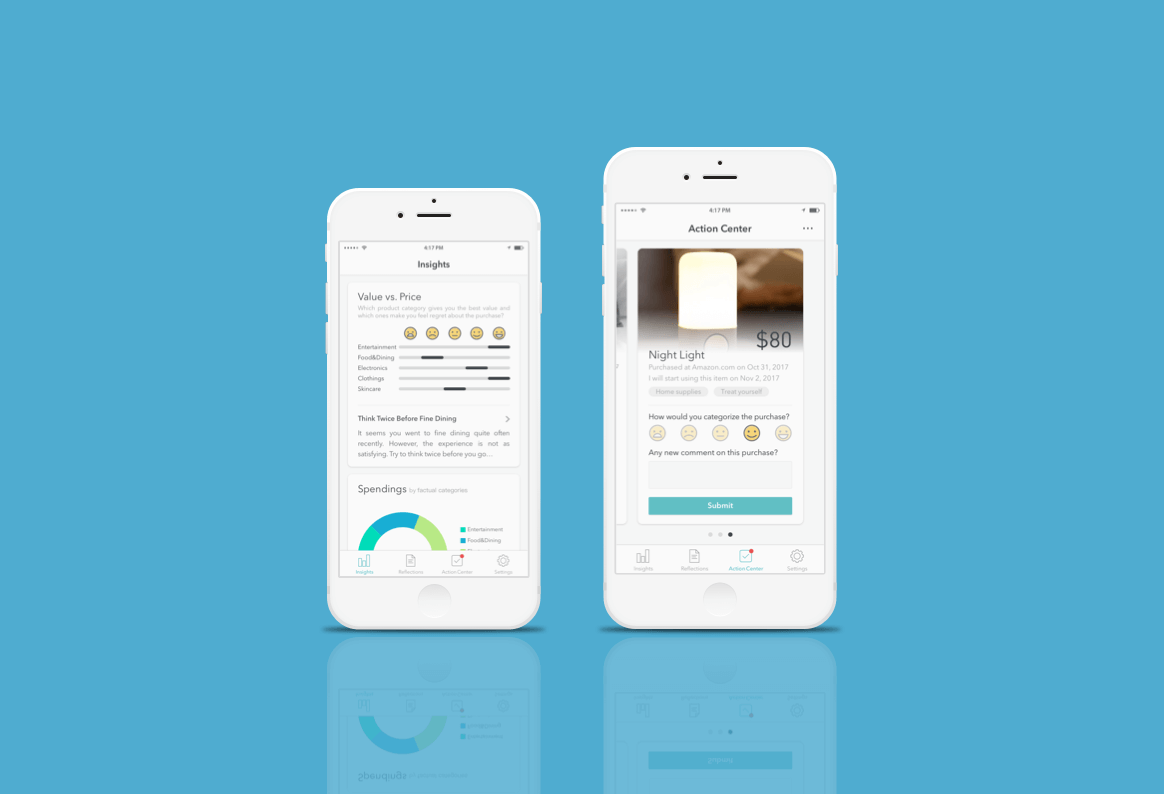 4:17 PM
Insights
Value vs. Price
Which product category gives you the best value and
which ones make you feel regret about the purchase?
Entertainment
Food&Dining
Electronics
Clothings
Skincare
Think Twice Before Fine Dining
It seems you went to fine dining quite often
recently. However, the experience is not as
satisfying. Try to think twice before you go...
Spendings by factual categories
Entertainment
Food&Dining
Insights Reflections Action Center Settings
4:17 PM
Action Center
$80
Night Light
Purchased at Amazon.com on Oct 31, 2017
I will start using this item on Nov 2, 2017
Home supplies Treat yourself
How would you categorize the purchase?
Any new comment on this purchase?
Submit
Insights Reflections Action Center Settings